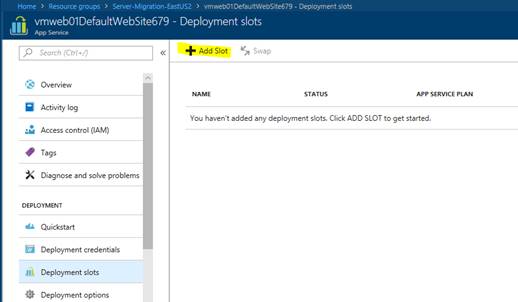 Home > Resource groups > Server-Migration-EastUS2 > vmweb01DefaultWebSite679 - Deployment slots
vmweb01DefaultWebSite679 - Deployment slots
App Service
Search (Ctrl+/)
Overview
Activity log
Access control (IAM)
Tags
Diagnose and solve problems
DEPLOYMENT
Quickstart
Deployment credentials
Deployment slots
Deployment options
Add Slot Swap
NAME STATUS APP SERVICE PLAN
You haven't added any deployment slots. Click ADD SLOT to get started.